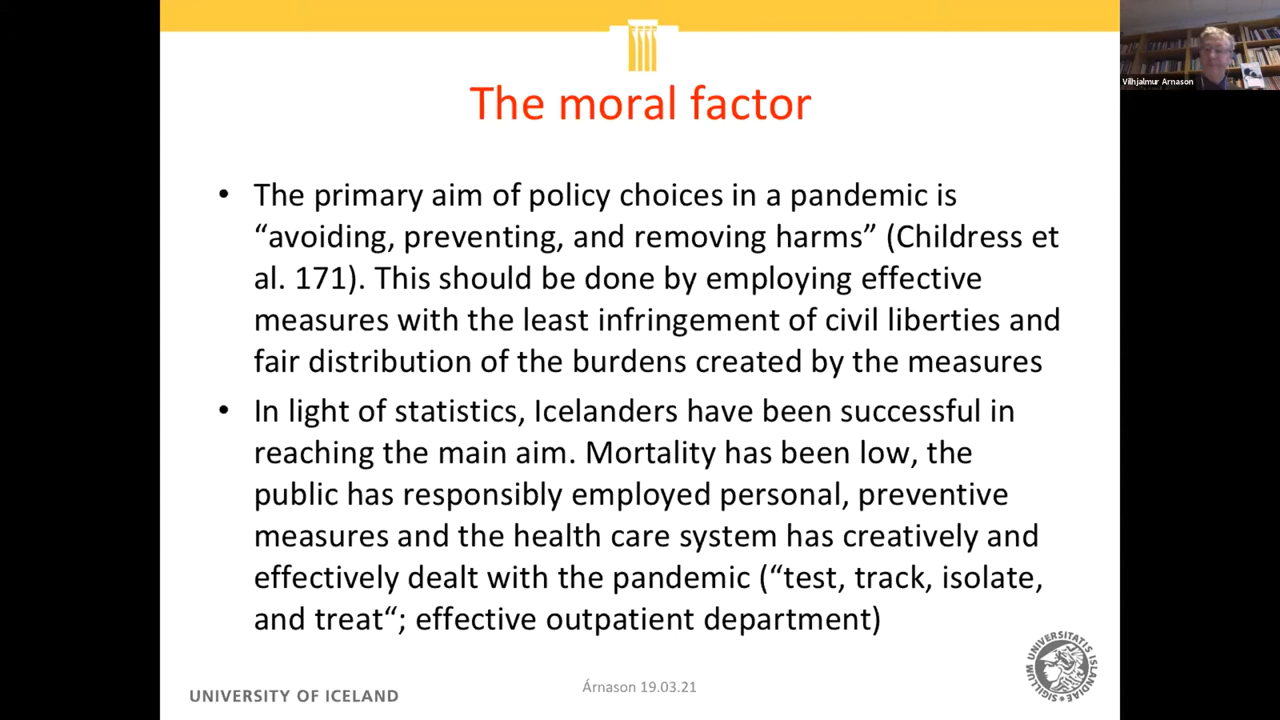 Vilhjalmur Arnason
The moral factor
• The primary aim of policy choices in a pandemic is
“avoiding, preventing, and removing harms” (Childress et
al. 171). This should be done by employing effective
measures with the least infringement of civil liberties and
fair distribution of the burdens created by the measures
• In light of statistics, Icelanders have been successful in
reaching the main aim. Mortality has been low, the
public has responsibly employed personal, preventive
measures and the health care system has creatively and
effectively dealt with the pandemic (“test, track, isolate,
and treat“; effective outpatient department)
UNIVERSITY OF ICELAND
Árnason 19.03.21
SIGILLUM UNIVERSITATIS ISLANDIAE